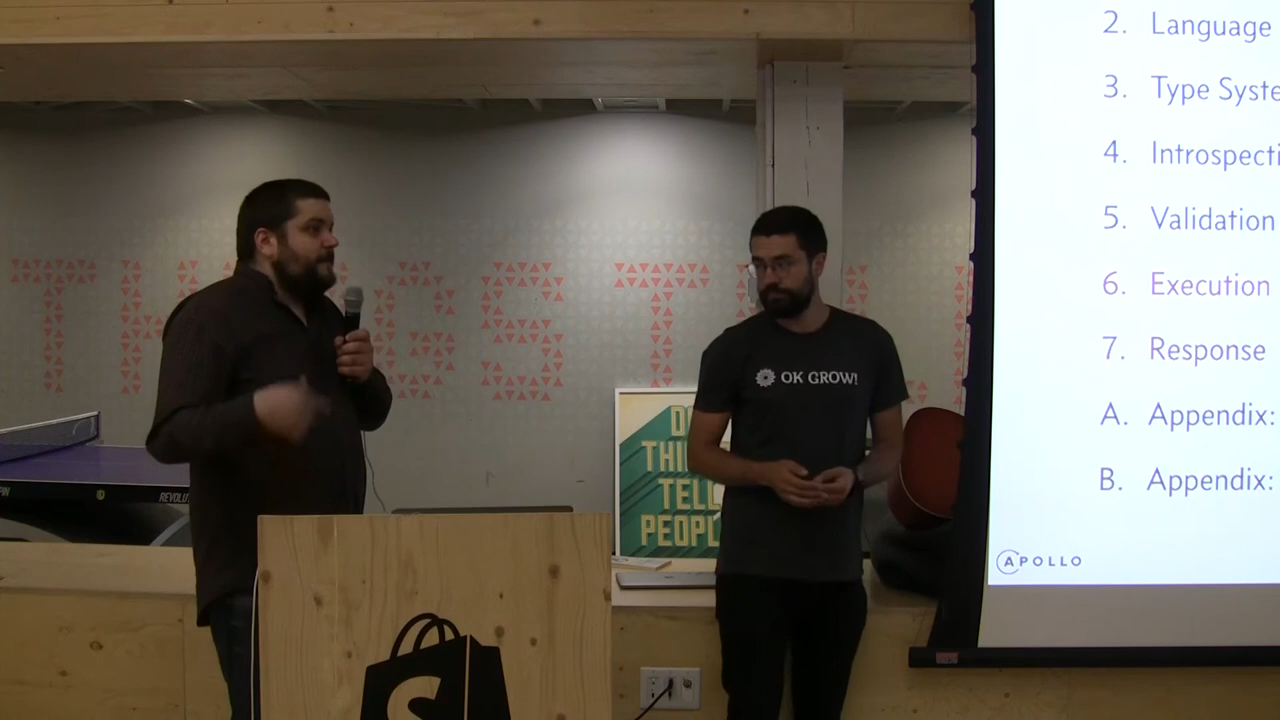 2. Language
3. Type Syste
4. Introspecti
5. Validation
6. Execution
7. Response
A. Appendix:
B. Appendix:
APOLLO
OK GROW!
TELL
PEOPL